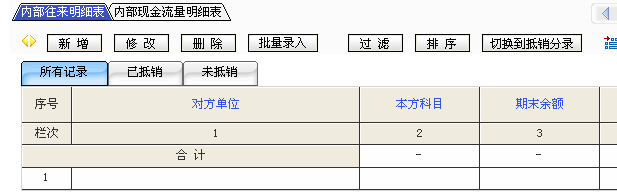 内部往来明细表 内部现金流量明细表
新 增 修 改 删 除 批量录入 过 滤 排 序 切换到抵销分录
所有记录 已抵销 未抵销
序号 对方单位 本方科目 期末余额
栏次 1 2 3
合 计 - -
1